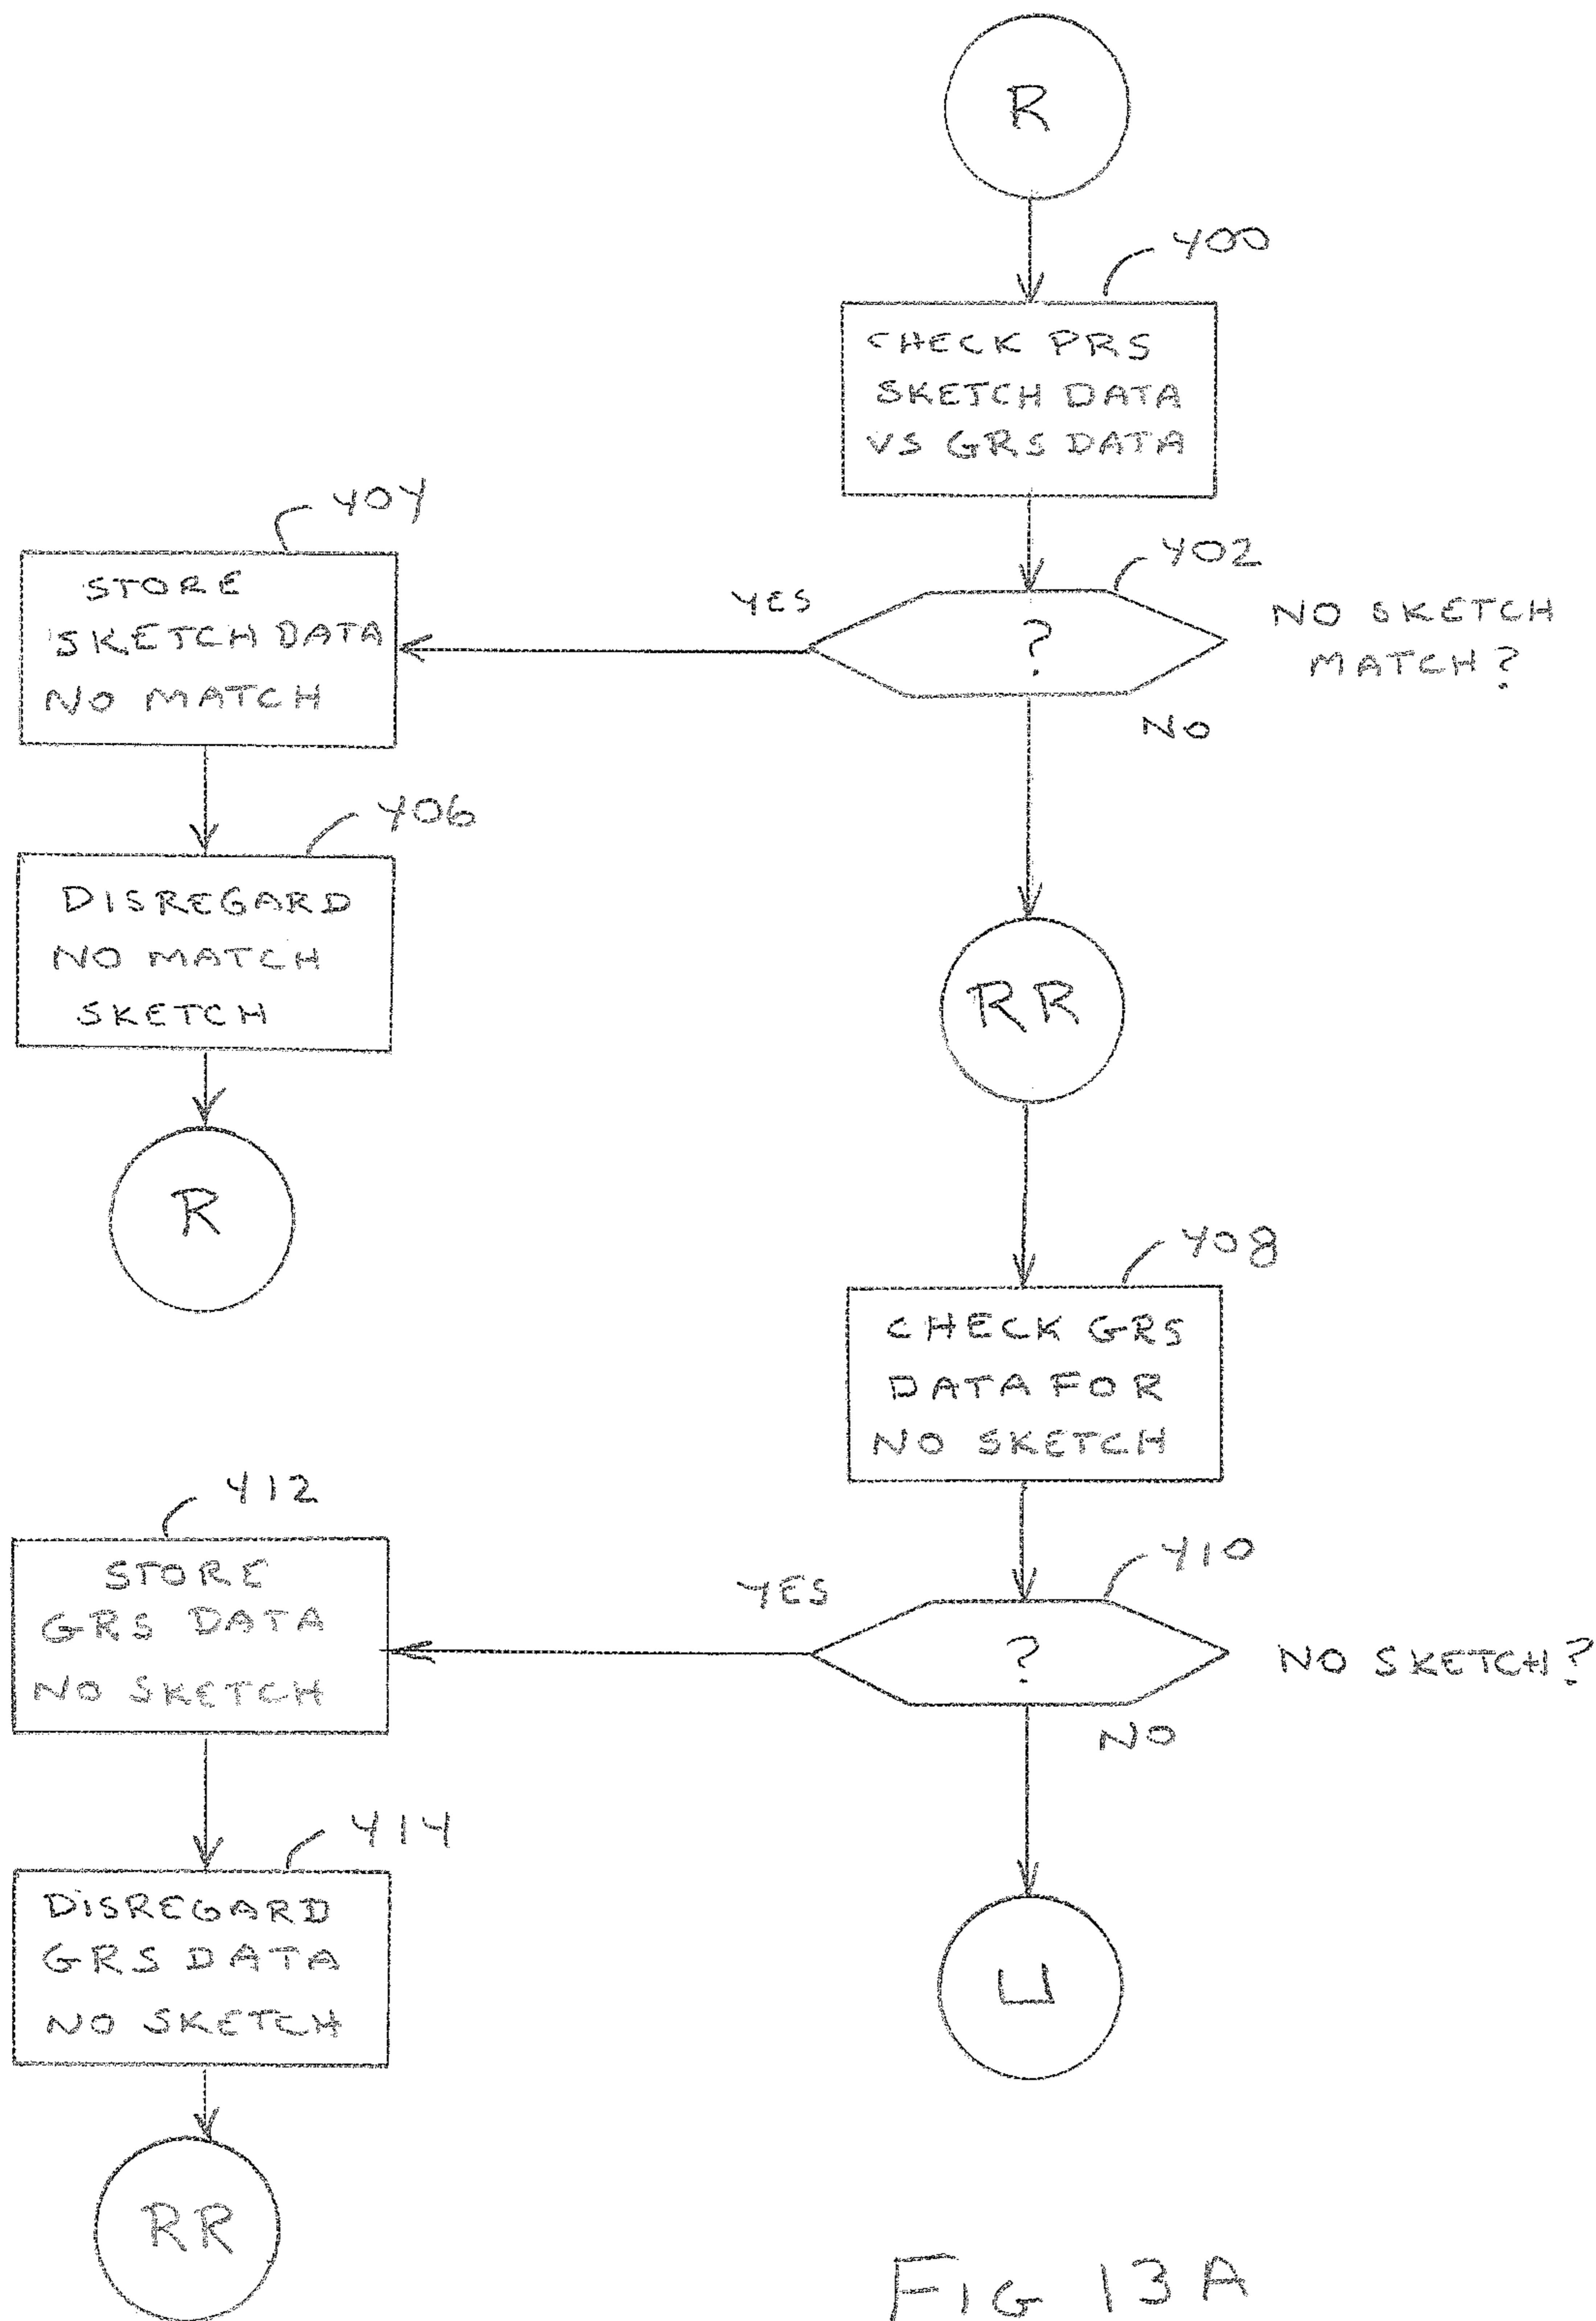 R
400
CHECK PRS
SKETCH DATA
VS GRS DATA
402
?
NO SKETCH
MATCH?
YES
NO
404
STORE
SKETCH DATA
NO MATCH
406
DISREGARD
NO MATCH
SKETCH
R
RR
408
CHECK GRS
DATA FOR
NO SKETCH
410
?
NO SKETCH?
YES
NO
412
STORE
GRS DATA
NO SKETCH
414
DISREGARD
GRS DATA
NO SKETCH
RR
U
FIG 13A